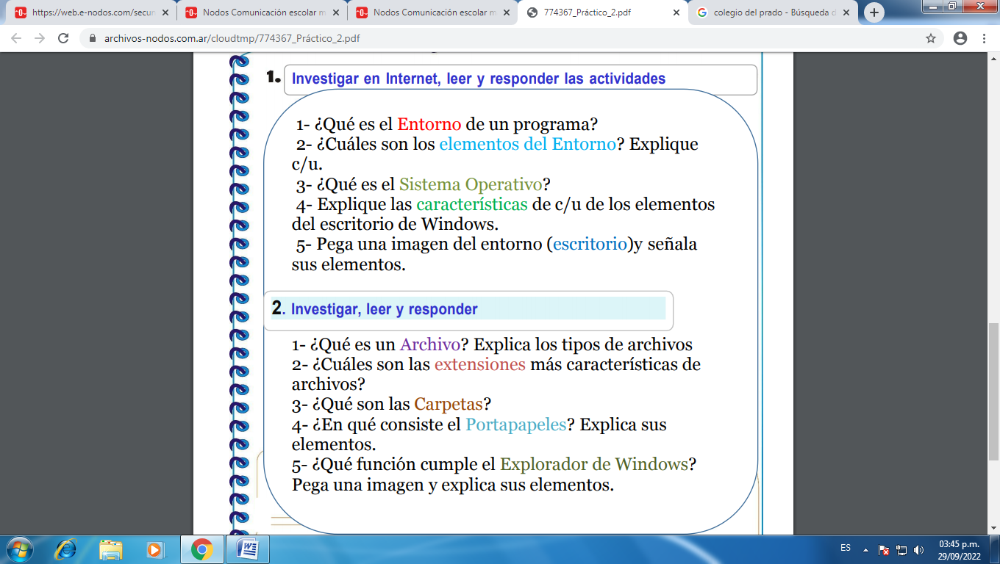 https://web.e-nodos.com/secun
Nodos Comunicación escolar m
Nodos Comunicación escolar m
774367_Práctico_2.pdf
colegio del prado - Búsqueda d
archivos-nodos.com.ar/cloudtmp/774367_Práctico_2.pdf
1. Investigar en Internet, leer y responder las actividades
1- ¿Qué es el Entorno de un programa?
2- ¿Cuáles son los elementos del Entorno? Explique
c/u.
3- ¿Qué es el Sistema Operativo?
4- Explique las características de c/u de los elementos
del escritorio de Windows.
5- Pega una imagen del entorno (escritorio)y señala
sus elementos.
2. Investigar, leer y responder
1- ¿Qué es un Archivo? Explica los tipos de archivos
2- ¿Cuáles son las extensiones más características de
archivos?
3- ¿Qué son las Carpetas?
4- ¿En qué consiste el Portapapeles? Explica sus
elementos.
5- ¿Qué función cumple el Explorador de Windows?
Pega una imagen y explica sus elementos.
ES
03:45 p.m.
29/09/2022